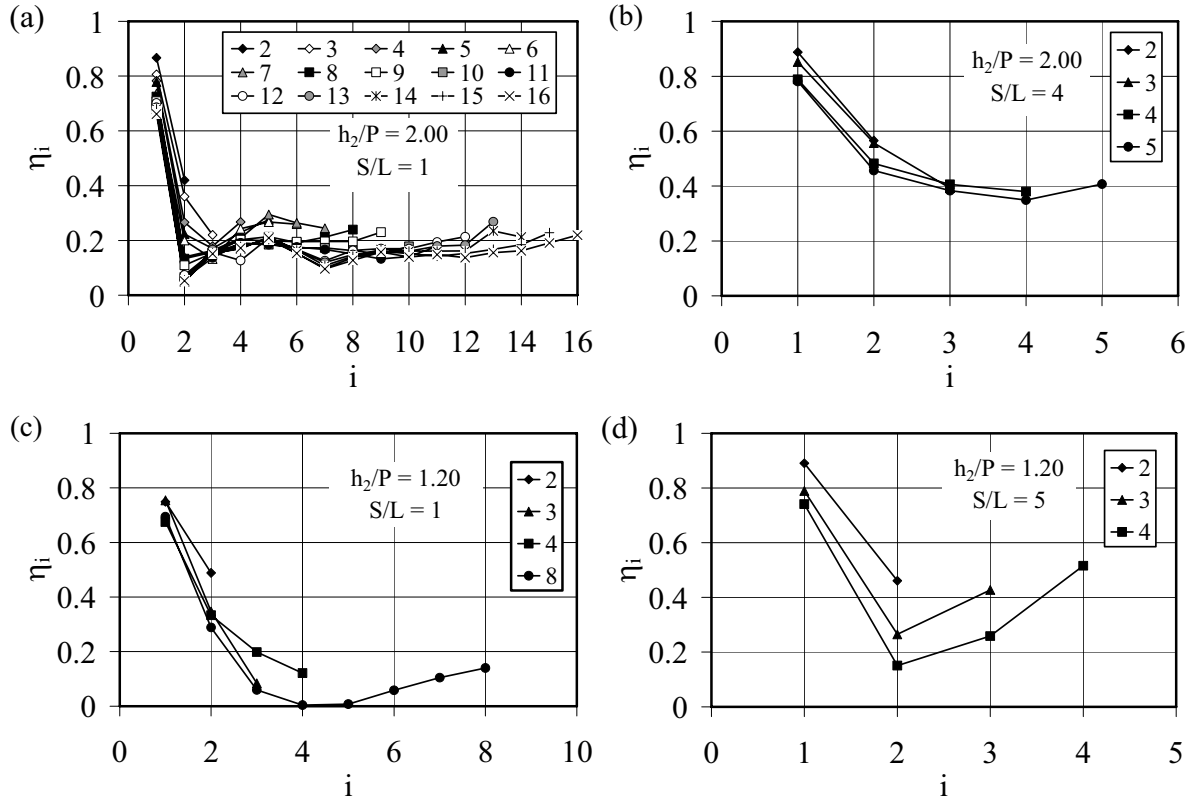 (a)
1
0.8
0.6
0.4
0.2
0
ηi
2 3 4 5 6
7 8 9 10 11
12 13 14 15 16
h2/P = 2.00
S/L = 1
0 2 4 6 8 10 12 14 16
i
(b)
1
0.8
0.6
0.4
0.2
0
ηi
h2/P = 2.00
S/L = 4
2
3
4
5
0 1 2 3 4 5 6
i
(c)
1
0.8
0.6
0.4
0.2
0
ηi
h2/P = 1.20
S/L = 1
2
3
4
8
0 2 4 6 8 10
i
(d)
1
0.8
0.6
0.4
0.2
0
ηi
h2/P = 1.20
S/L = 5
2
3
4
0 1 2 3 4 5
i